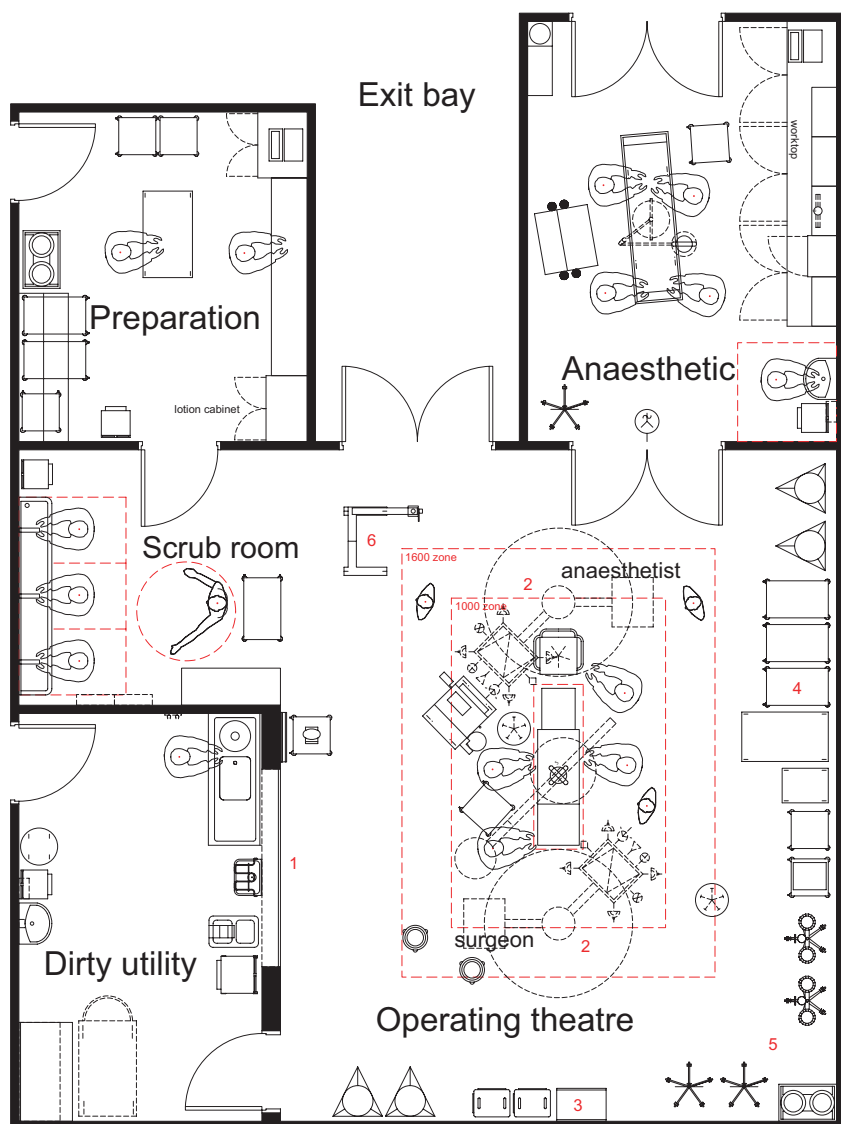 Exit bay
worktop
Preparation
Anaesthetic
lotion cabinet
Scrub room
6
1600 zone
2
anaesthetist
1000 zone
4
1
surgeon
2
Dirty utility
Operating theatre
5
3